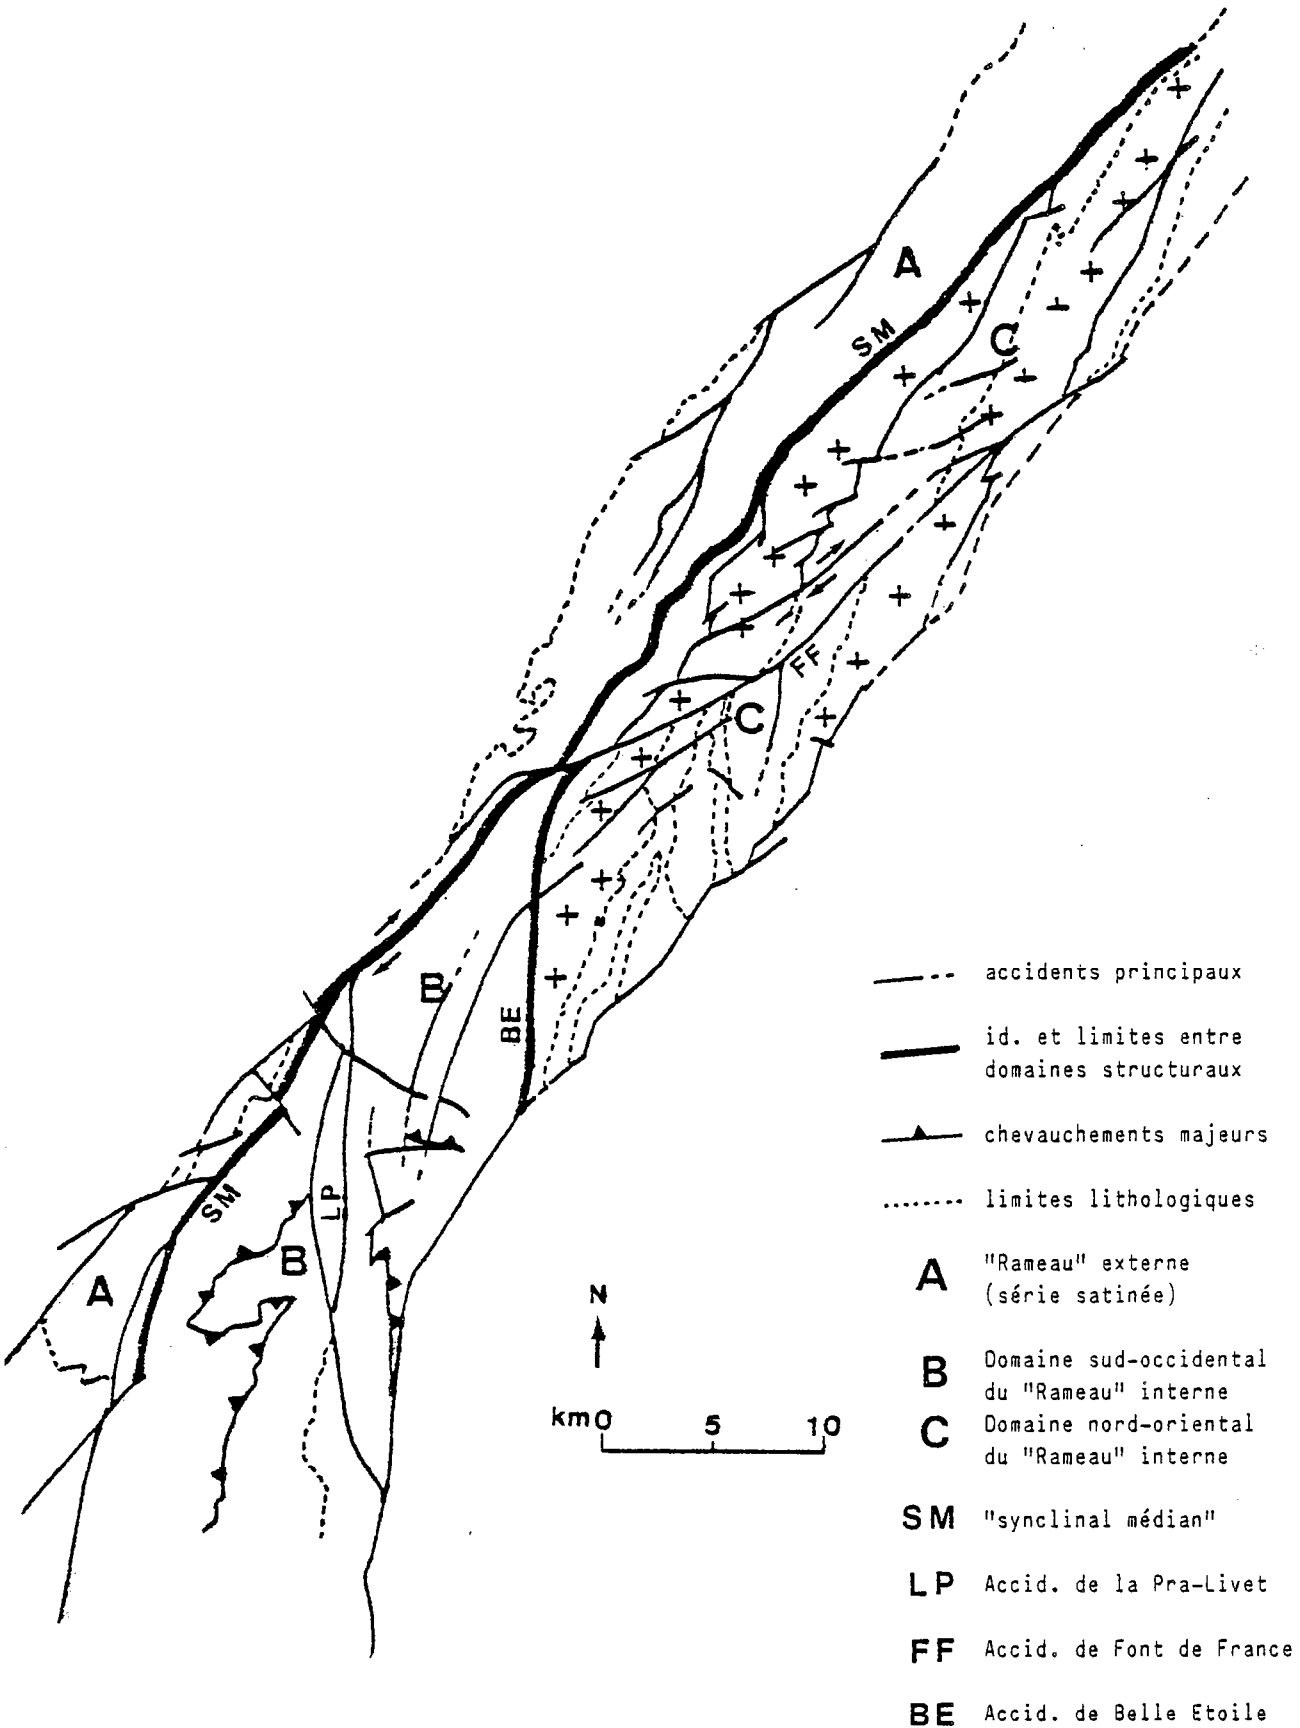 A
SM
C
FF
C
B
BE
SM
LP
B
A
N
km 0 5 10
accidents principaux
id. et limites entre
domaines structuraux
chevauchements majeurs
limites lithologiques
A "Rameau" externe
(série satinée)
B Domaine sud-occidental
du "Rameau" interne
C Domaine nord-oriental
du "Rameau" interne
SM "synclinal médian"
LP Accid. de la Pra-Livet
FF Accid. de Font de France
BE Accid. de Belle Etoile